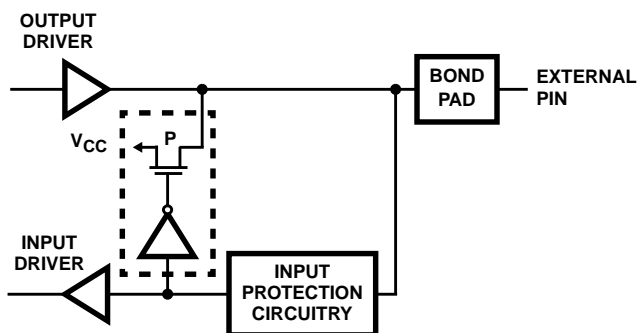 OUTPUT
DRIVER
BOND
PAD
EXTERNAL
PIN
VCC
P
INPUT
DRIVER
INPUT
PROTECTION
CIRCUITRY